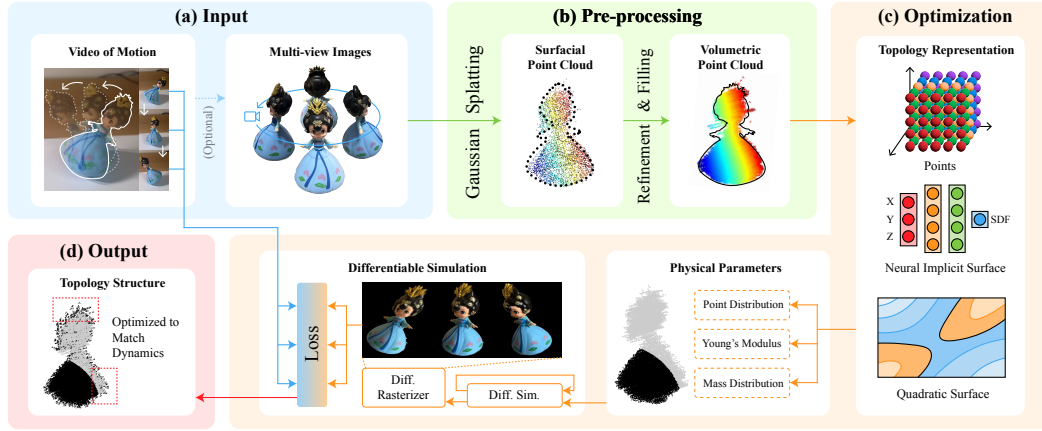 (a) Input
Video of Motion
(Optional)
Multi-view Images
(b) Pre-processing
Gaussian Splatting
Surfacial
Point Cloud
Refinement & Filling
Volumetric
Point Cloud
(c) Optimization
Topology Representation
Points
X
Y
Z
SDF
Neural Implicit Surface
Quadratic Surface
Physical Parameters
Point Distribution
Young's Modulus
Mass Distribution
Differentiable Simulation
Loss
Diff.
Rasterizer
Diff. Sim.
(d) Output
Topology Structure
Optimized to
Match
Dynamics